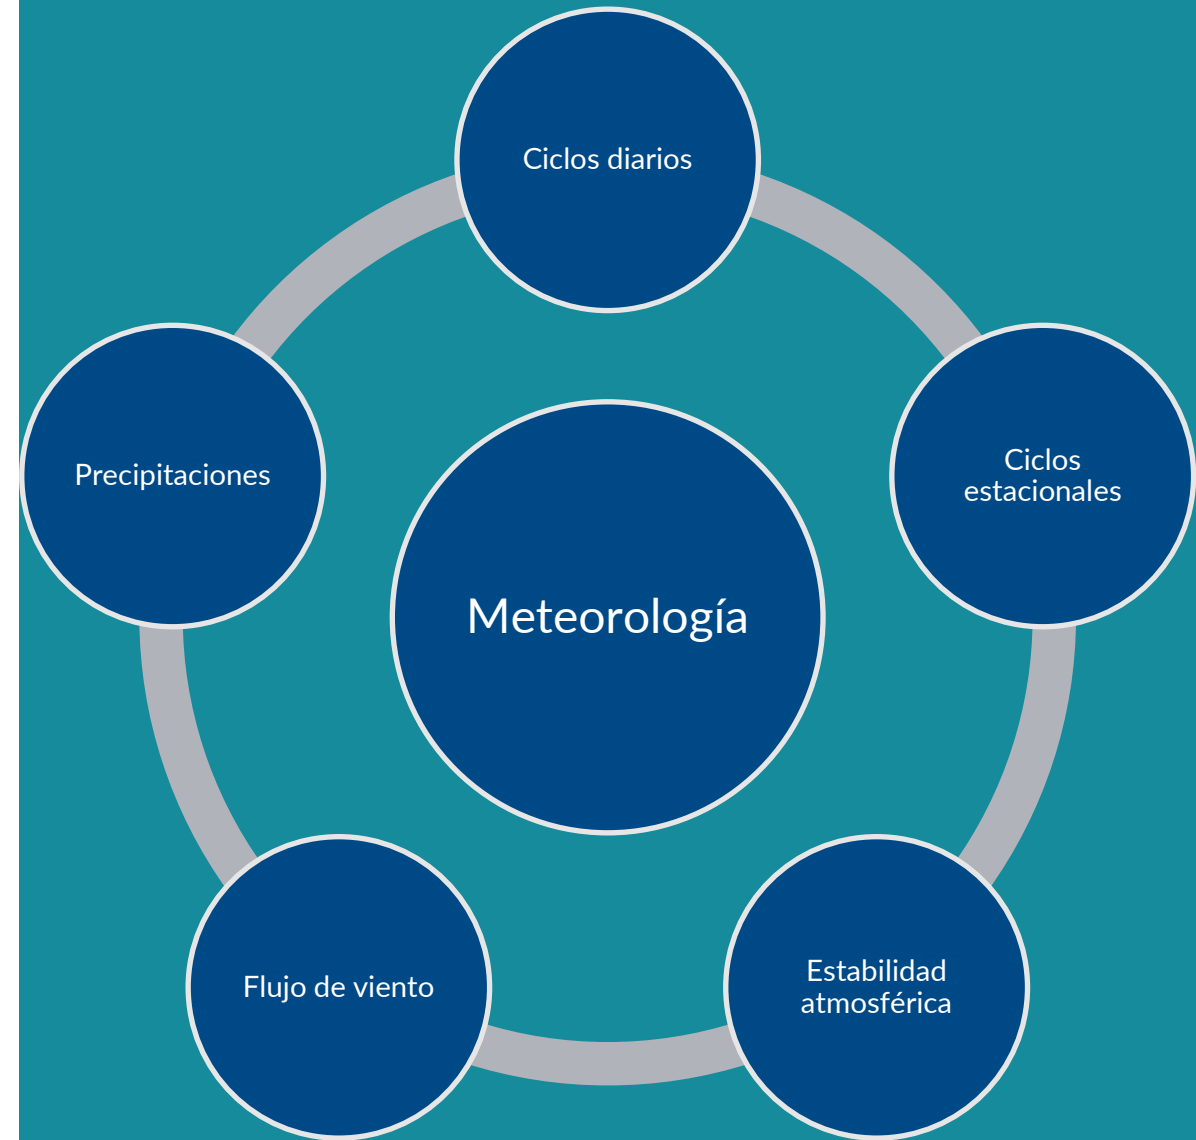 Ciclos diarios
Ciclos
estacionales
Estabilidad
atmosférica
Flujo de viento
Precipitaciones
Meteorología